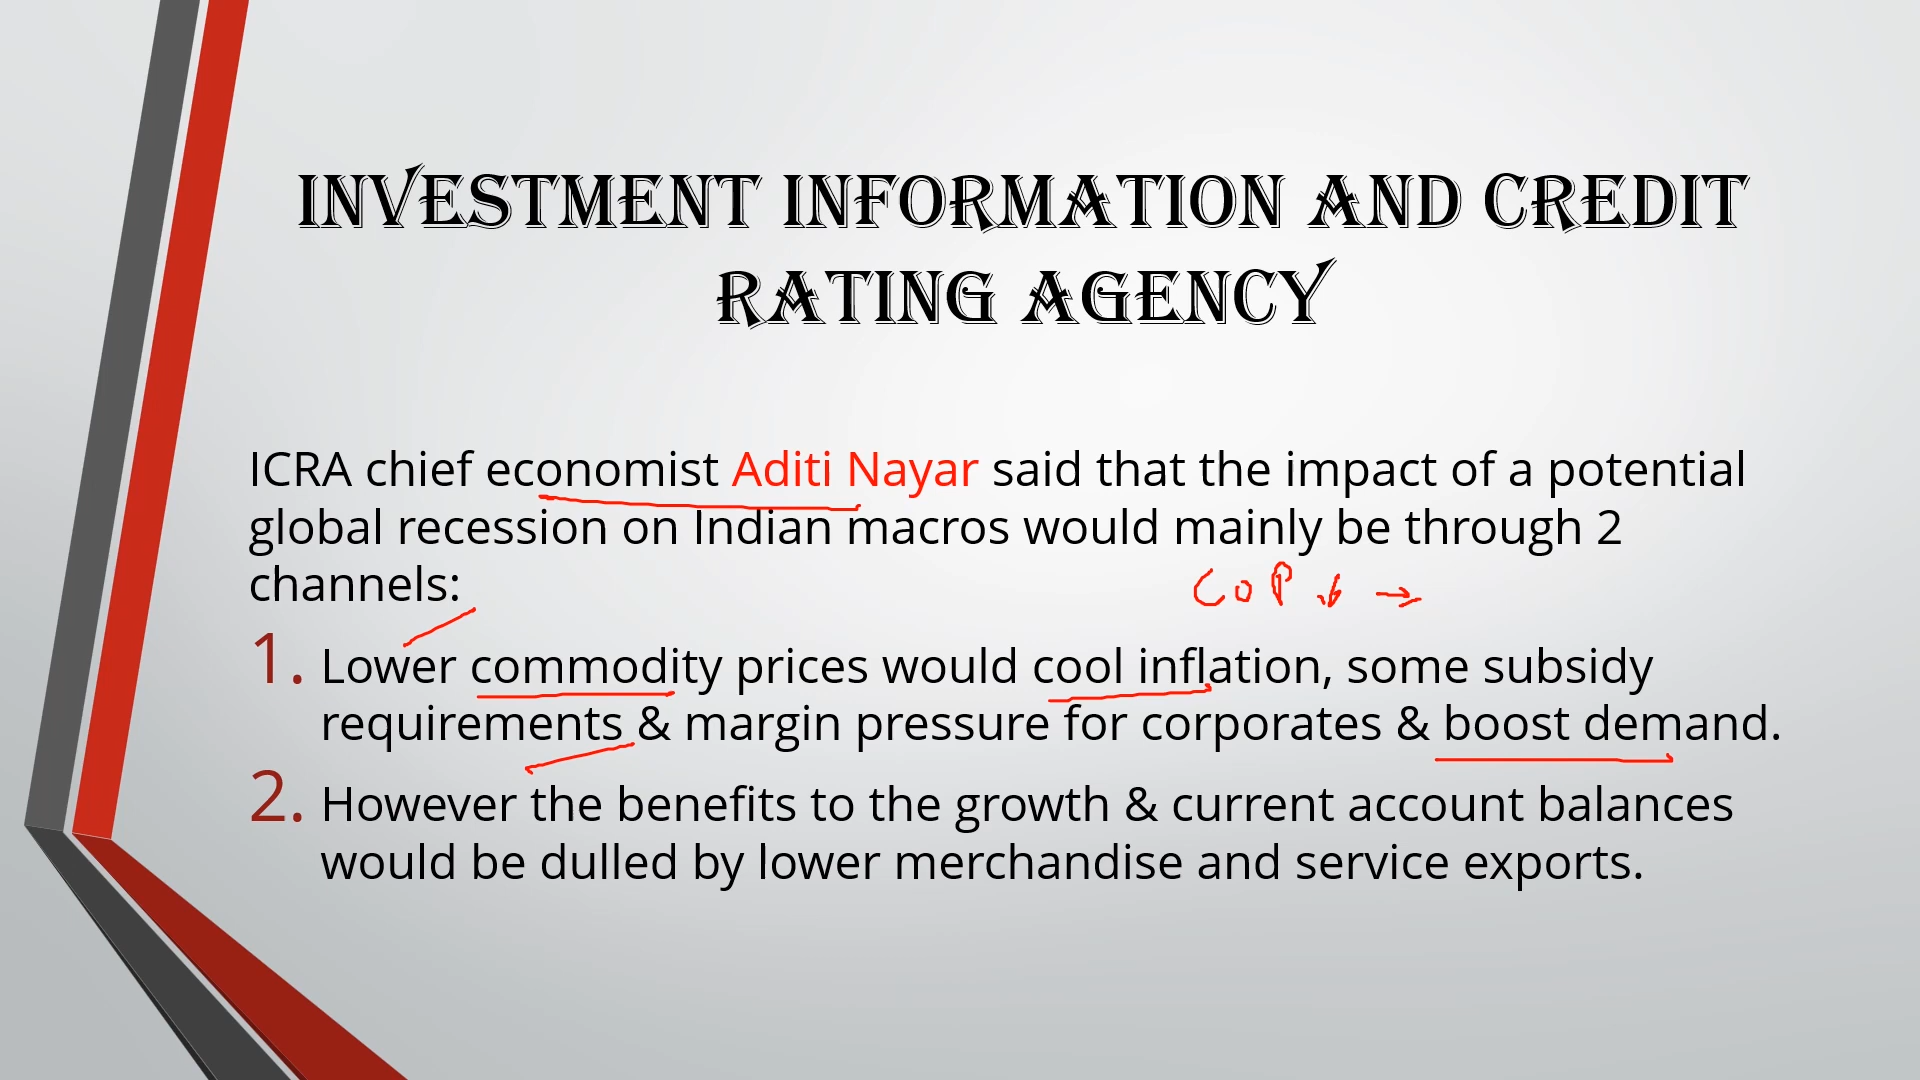 INVESTMENT INFORMATION AND CREDIT
RATING AGENCY
ICRA chief economist Aditi Nayar said that the impact of a potential
global recession on Indian macros would mainly be through 2
channels:
COP ↓ →
1. Lower commodity prices would cool inflation, some subsidy
requirements & margin pressure for corporates & boost demand.
2. However the benefits to the growth & current account balances
would be dulled by lower merchandise and service exports.